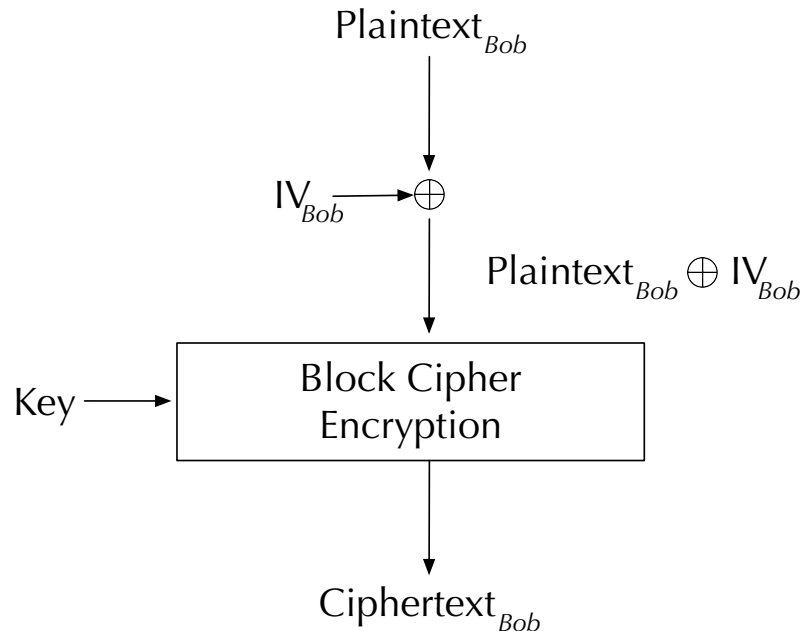 Plaintext_Bob
IV_Bob
Plaintext_Bob ⊕ IV_Bob
Key
Block Cipher
Encryption
Ciphertext_Bob